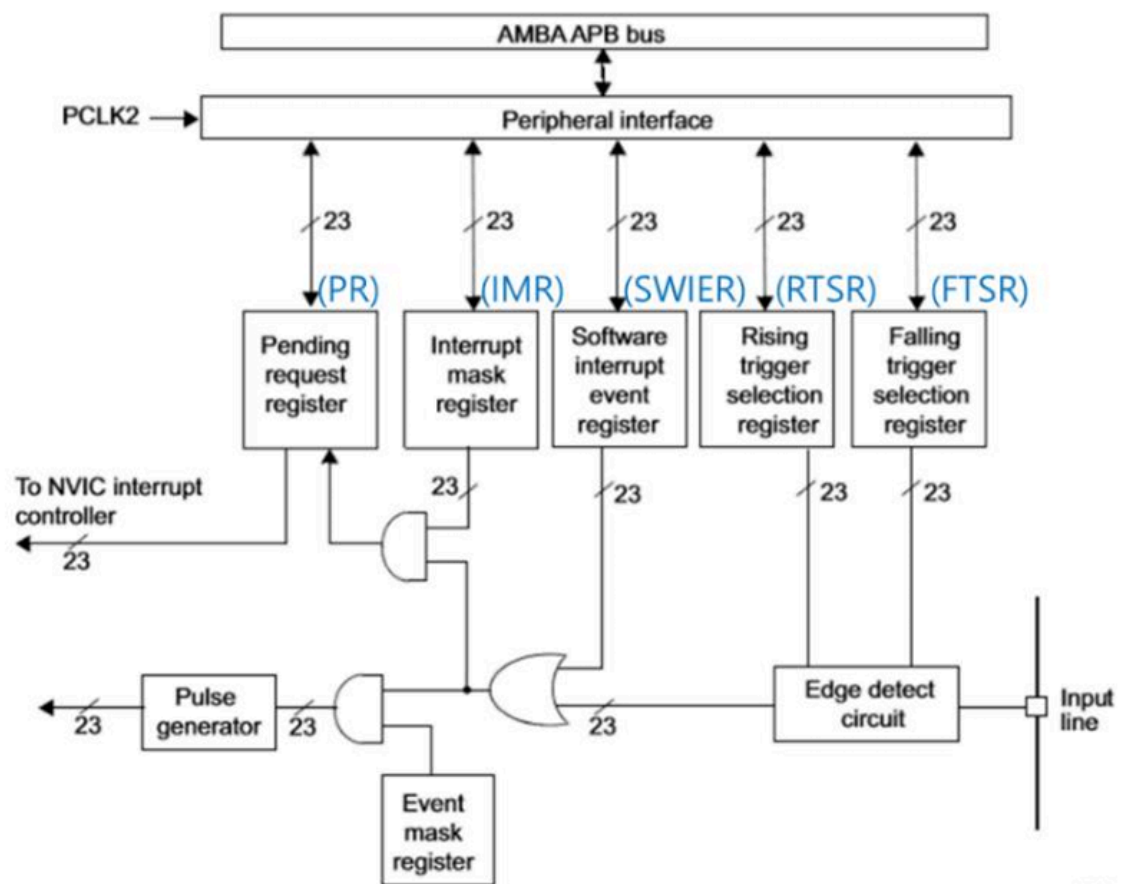 AMBA APB bus
PCLK2
Peripheral interface
23
23
23
23
23
(PR)
(IMR)
(SWIER)
(RTSR)
(FTSR)
Pending
request
register
Interrupt
mask
register
Software
interrupt
event
register
Rising
trigger
selection
register
Falling
trigger
selection
register
To NVIC interrupt
controller
23
23
23
23
23
Pulse
generator
23
23
23
Edge detect
circuit
Input
line
Event
mask
register